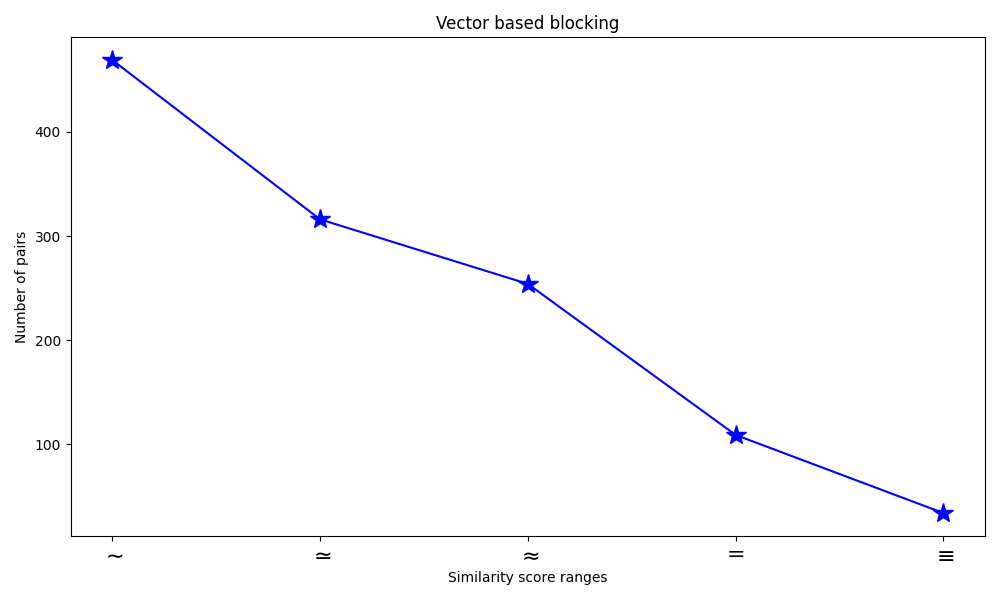 Vector based blocking
400
300
200
100
Number of pairs
~ ≃ ≈ = ≡
Similarity score ranges